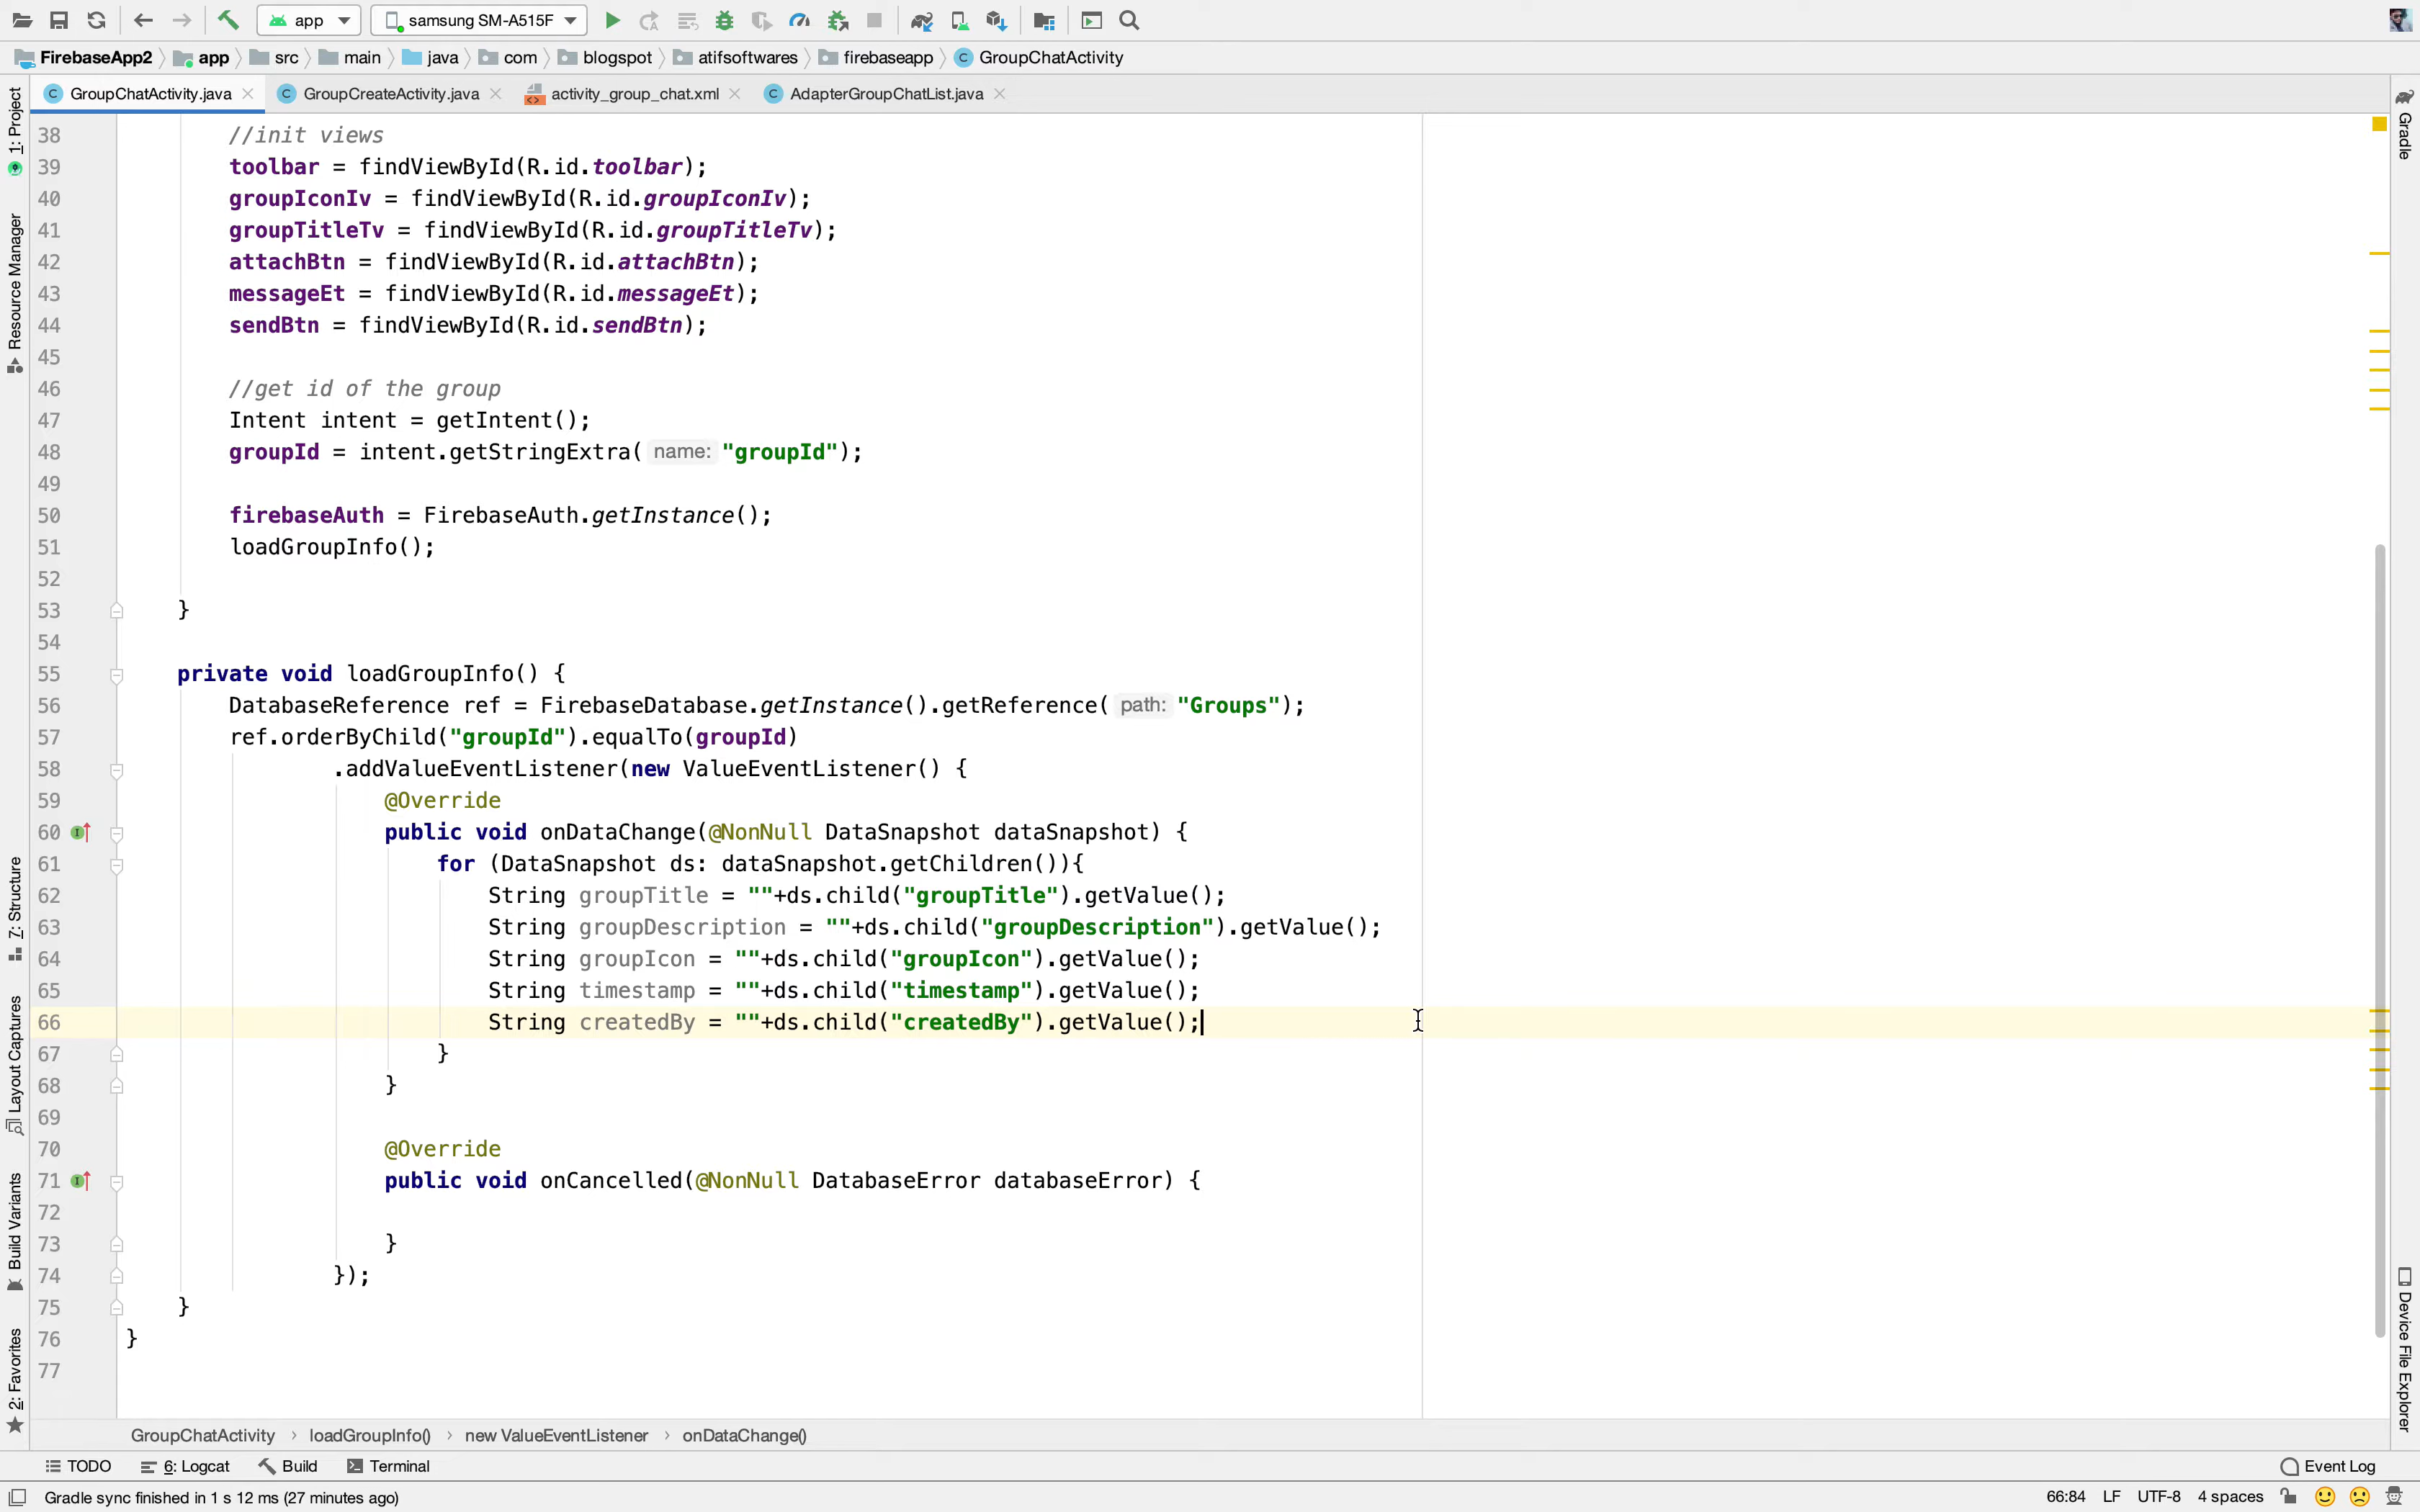 app
samsung SM-A515F
FirebaseApp2 app src main java com blogspot atifsoftwares firebaseapp GroupChatActivity
GroupChatActivity.java
GroupCreateActivity.java
activity_group_chat.xml
AdapterGroupChatList.java
1: Project
Resource Manager
7: Structure
Layout Captures
Build Variants
2: Favorites
Gradle
Device File Explorer
38 //init views
39 toolbar = findViewById(R.id.toolbar);
40 groupIconIv = findViewById(R.id.groupIconIv);
41 groupTitleTv = findViewById(R.id.groupTitleTv);
42 attachBtn = findViewById(R.id.attachBtn);
43 messageEt = findViewById(R.id.messageEt);
44 sendBtn = findViewById(R.id.sendBtn);
45
46 //get id of the group
47 Intent intent = getIntent();
48 groupId = intent.getStringExtra( name: "groupId");
49
50 firebaseAuth = FirebaseAuth.getInstance();
51 loadGroupInfo();
52
53 }
54
55 private void loadGroupInfo() {
56 DatabaseReference ref = FirebaseDatabase.getInstance().getReference( path: "Groups");
57 ref.orderByChild("groupId").equalTo(groupId)
58 .addValueEventListener(new ValueEventListener() {
59 @Override
60 public void onDataChange(@NonNull DataSnapshot dataSnapshot) {
61 for (DataSnapshot ds: dataSnapshot.getChildren()){
62 String groupTitle = ""+ds.child("groupTitle").getValue();
63 String groupDescription = ""+ds.child("groupDescription").getValue();
64 String groupIcon = ""+ds.child("groupIcon").getValue();
65 String timestamp = ""+ds.child("timestamp").getValue();
66 String createdBy = ""+ds.child("createdBy").getValue();
67 }
68 }
69
70 @Override
71 public void onCancelled(@NonNull DatabaseError databaseError) {
72
73 }
74 });
75 }
76 }
77
GroupChatActivity › loadGroupInfo() › new ValueEventListener › onDataChange()
TODO 6: Logcat Build Terminal Event Log
Gradle sync finished in 1 s 12 ms (27 minutes ago) 66:84 LF UTF-8 4 spaces